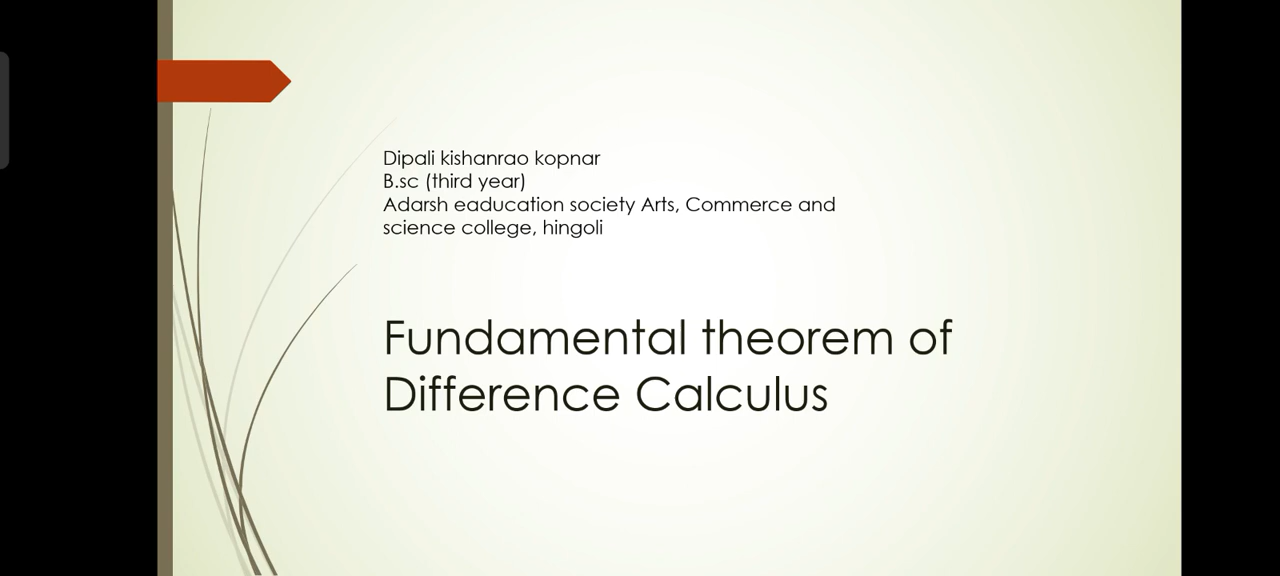 Dipali kishanrao kopnar
B.sc (third year)
Adarsh eaducation society Arts, Commerce and
science college, hingoli
Fundamental theorem of
Difference Calculus